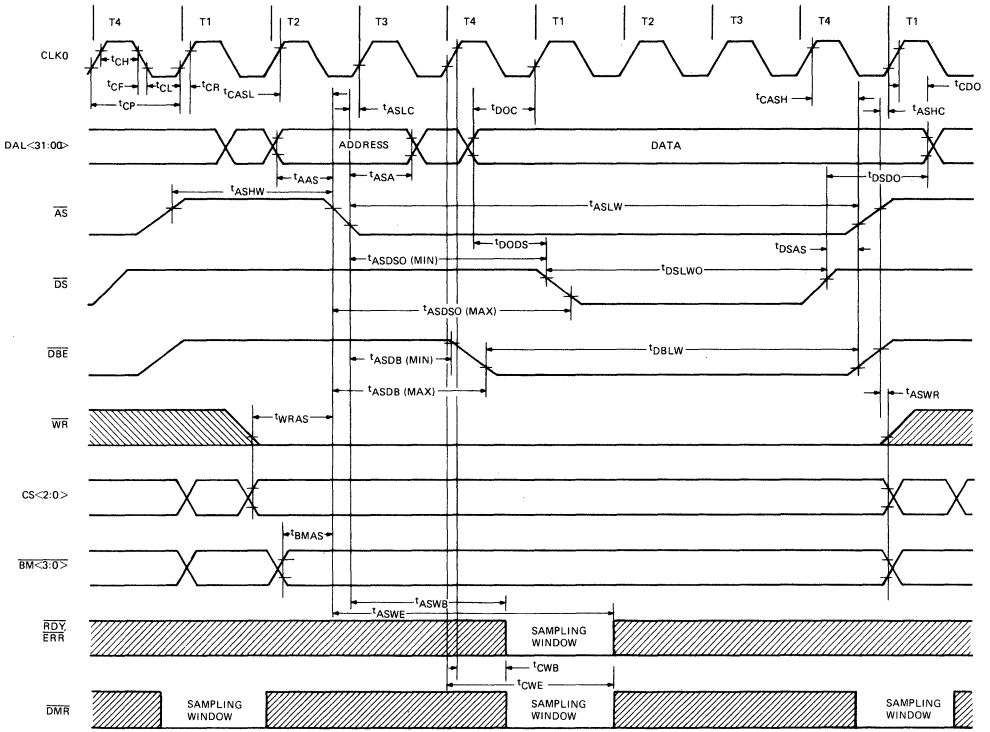 T4 T1 T2 T3 T4 T1 T2 T3 T4 T1
CLKO
tCH
tCF tCL tCR tCASL
tCP
tASLC
tDOC
tCASH
tCDO
tASHC
DAL<31:00>
ADDRESS
DATA
tAAS
tASA
tDSDO
tASHW
AS
tASLW
tDODS
tDSAS
tASDSO (MIN)
DS
tDSLWO
tASDSO (MAX)
DBE
tASDB (MIN)
tDBLW
tASDB (MAX)
tASWR
WR
tWRAS
CS<2:0>
tBMAS
BM<3:0>
tASWB
tASWE
RDY,
ERR
SAMPLING
WINDOW
tCWB
tCWE
DMR
SAMPLING
WINDOW
SAMPLING
WINDOW
SAMPLING
WINDOW